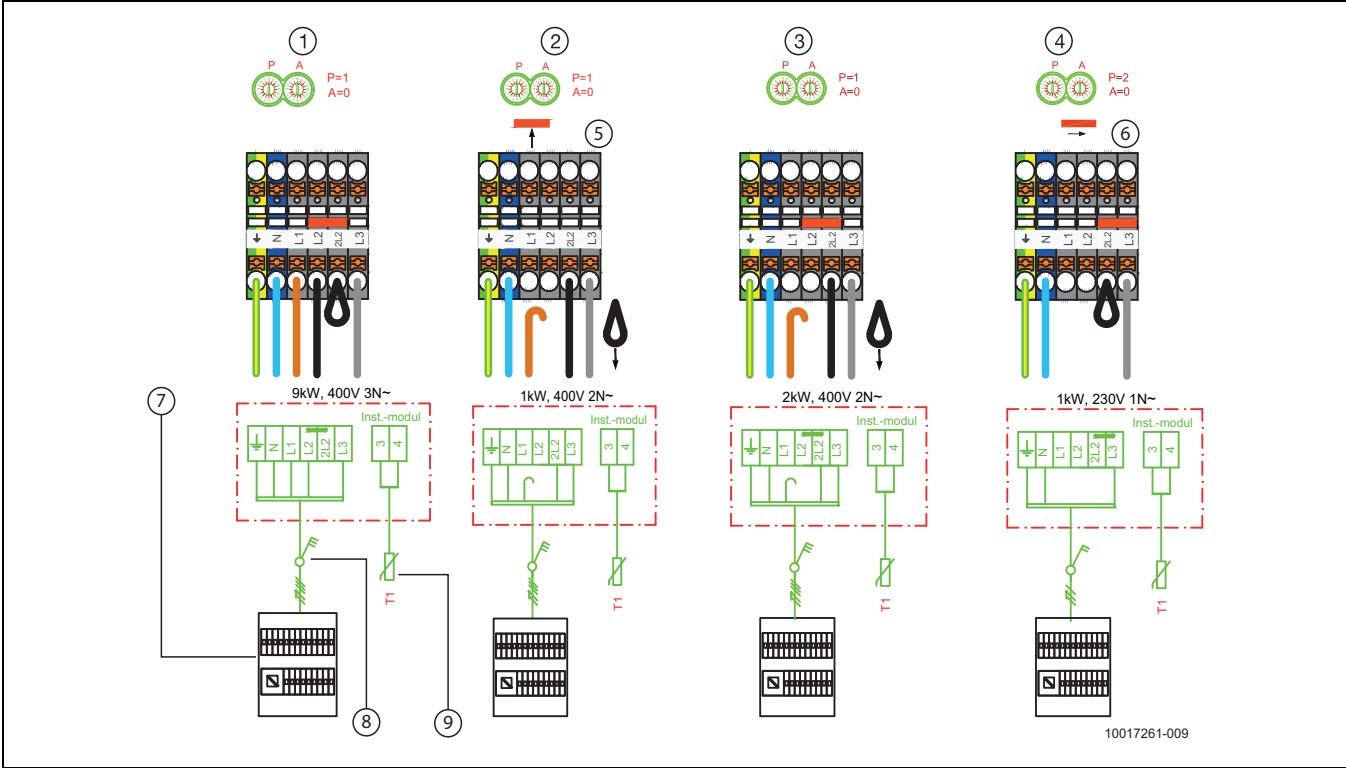 1 2 3 4
P A P=1 A=0
P A P=1 A=0
P A P=1 A=0
P A P=2 A=0
5 6
N L1 L2 2L2 L3
N L1 L2 2L2 L3
N L1 L2 2L2 L3
N L1 L2 2L2 L3
9kW, 400V 3N~
1kW, 400V 2N~
2kW, 400V 2N~
1kW, 230V 1N~
7
Inst.-modul
N L1 L2 2L2 L3 3 4
Inst.-modul
N L1 L2 2L2 L3 3 4
Inst.-modul
N L1 L2 2L2 L3 3 4
Inst.-modul
N L1 L2 2L2 L3 3 4
T1
T1
T1
T1
8 9
10017261-009